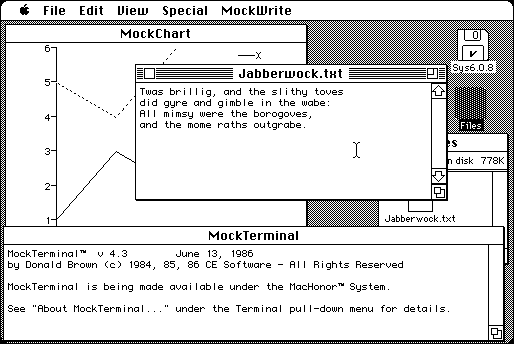 File Edit View Special MockWrite
MockChart
6
5
4
3
2
1
X
Jabberwock.txt
Twas brillig, and the slithy toves
did gyre and gimble in the wabe:
All mimsy were the borogoves,
and the mome raths outgrabe.
0
Sys6.0.8
Files
es
n disk 778K
Jabberwock.txt
MockTerminal
MockTerminal™ v 4.3 June 13, 1986
by Donald Brown (c) 1984, 85, 86 CE Software - All Rights Reserved
MockTerminal is being made available under the MacHonor™ System.
See "About MockTerminal..." under the Terminal pull-down menu for details.